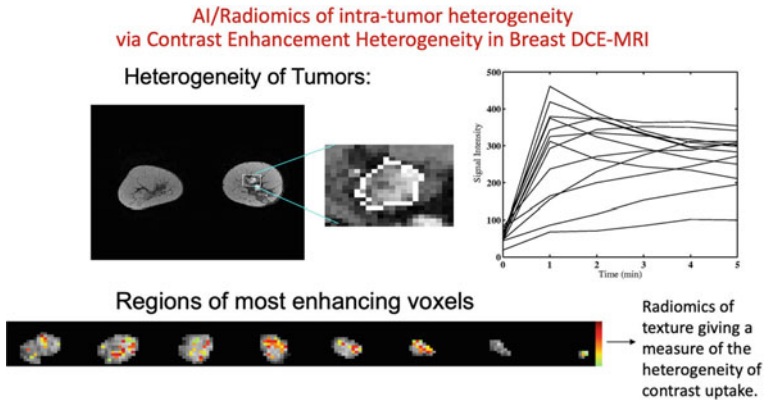 AI/Radiomics of intra-tumor heterogeneity
via Contrast Enhancement Heterogeneity in Breast DCE-MRI
Heterogeneity of Tumors:
500
400
300
200
100
0
Signal Intensity
0 1 2 3 4 5
Time (min)
Regions of most enhancing voxels
Radiomics of
texture giving a
measure of the
heterogeneity of
contrast uptake.